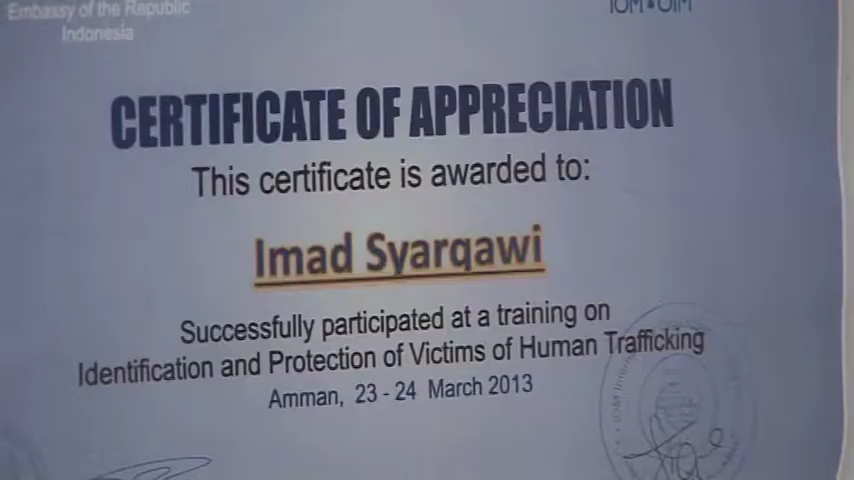 Embassy of the Republic
Indonesia
IOM•OIM
CERTIFICATE OF APPRECIATION
This certificate is awarded to:
Imad Syarqawi
Successfully participated at a training on
Identification and Protection of Victims of Human Trafficking
Amman, 23 - 24 March 2013